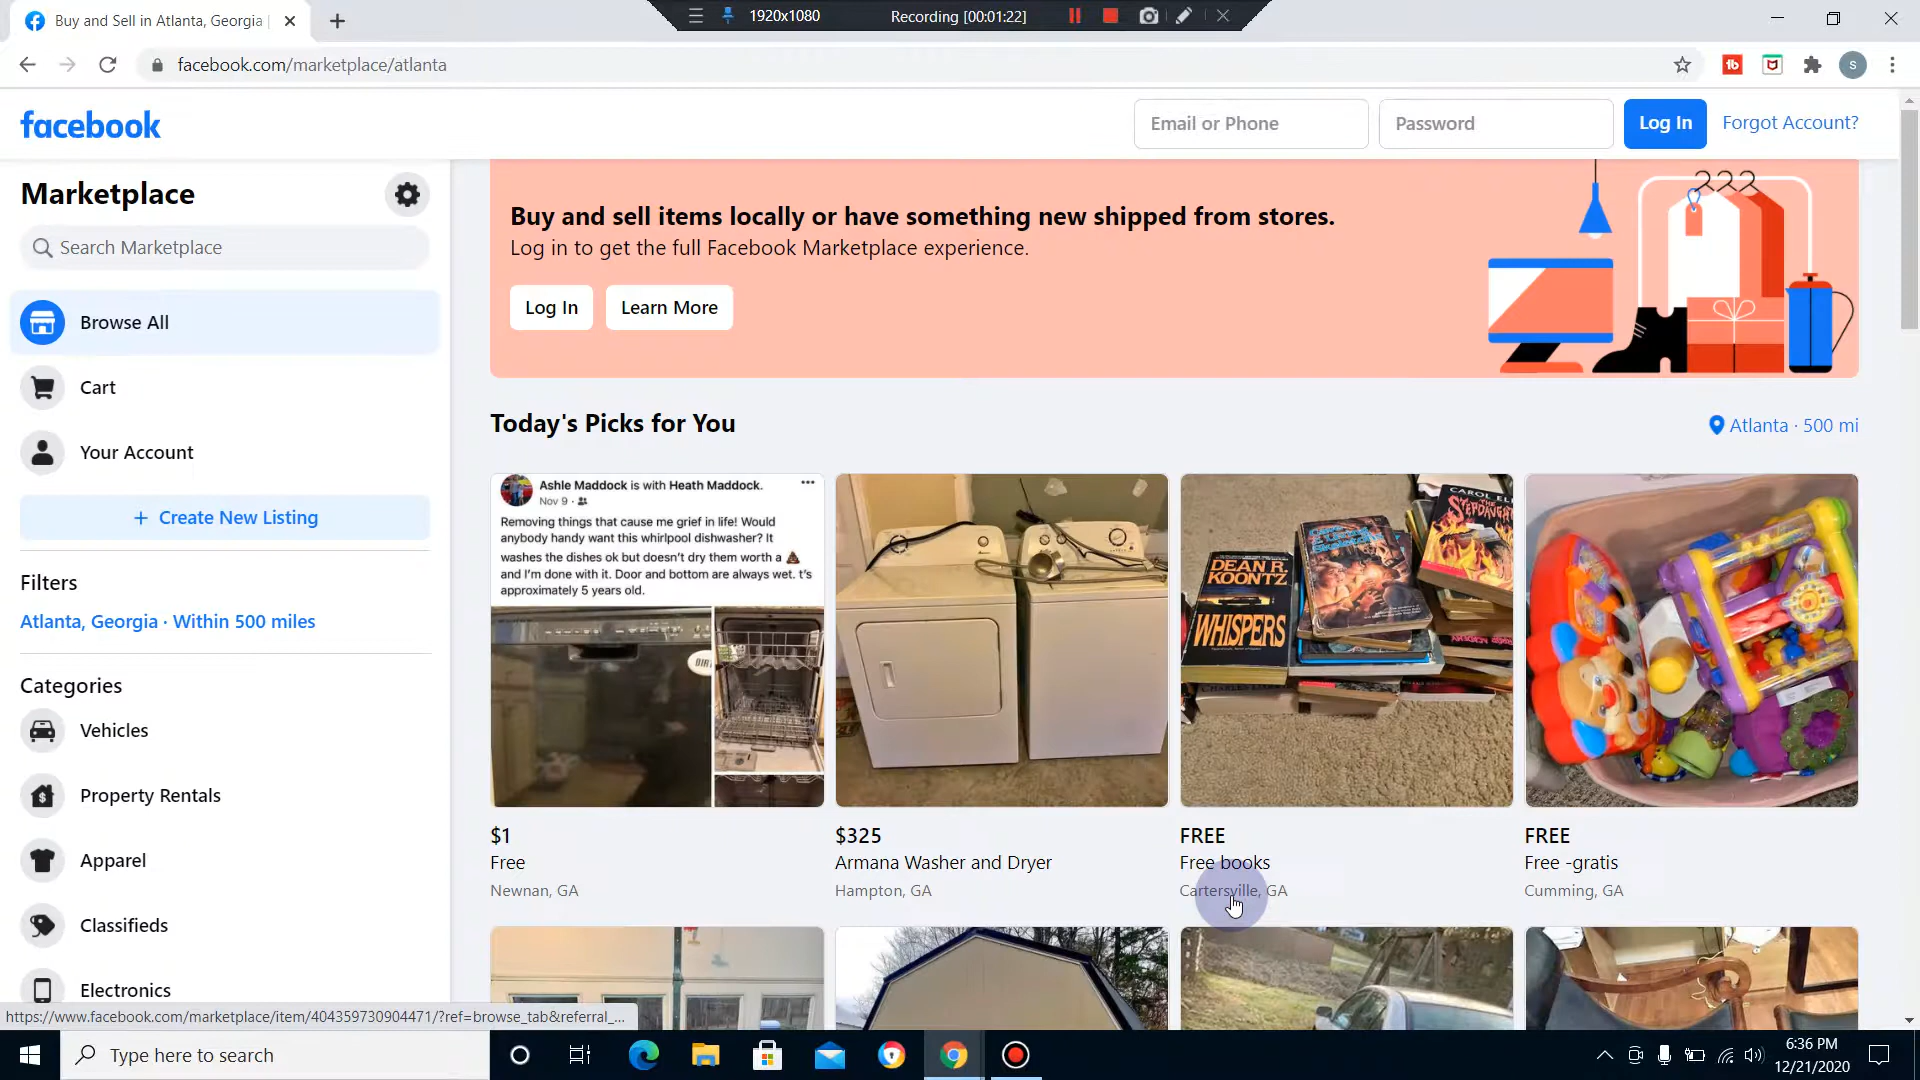 Buy and Sell in Atlanta, Georgia |
1920x1080
Recording [00:01:22]
facebook.com/marketplace/atlanta
S
facebook
Email or Phone
Password
Log In
Forgot Account?
Marketplace
Search Marketplace
Browse All
Cart
Your Account
+ Create New Listing
Filters
Atlanta, Georgia · Within 500 miles
Categories
Vehicles
Property Rentals
Apparel
Classifieds
Electronics
Buy and sell items locally or have something new shipped from stores.
Log in to get the full Facebook Marketplace experience.
Log In
Learn More
Today's Picks for You
Atlanta · 500 mi
Ashle Maddock is with Heath Maddock.
Nov 9 ·
Removing things that cause me grief in life! Would
anybody handy want this whirlpool dishwasher? It
washes the dishes ok but doesn't dry them worth a 💩
and I'm done with it. Door and bottom are always wet. t's
approximately 5 years old.
$1
Free
Newnan, GA
$325
Armana Washer and Dryer
Hampton, GA
DEAN R.
KOONTZ
WHISPERS
CAROL
FREE
Free books
Cartersville, GA
FREE
Free -gratis
Cumming, GA
https://www.facebook.com/marketplace/item/404359730904471/?ref=browse_tab&referral_...
Type here to search
6:36 PM
12/21/2020